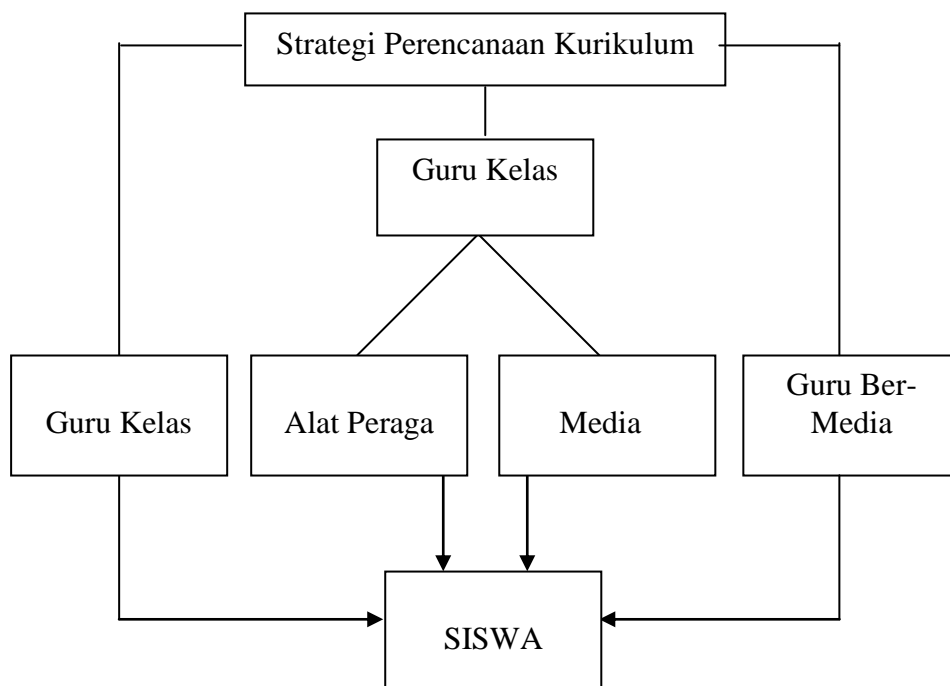 Strategi Perencanaan Kurikulum
Guru Kelas
Guru Kelas
Alat Peraga
Media
Guru Ber-
Media
SISWA